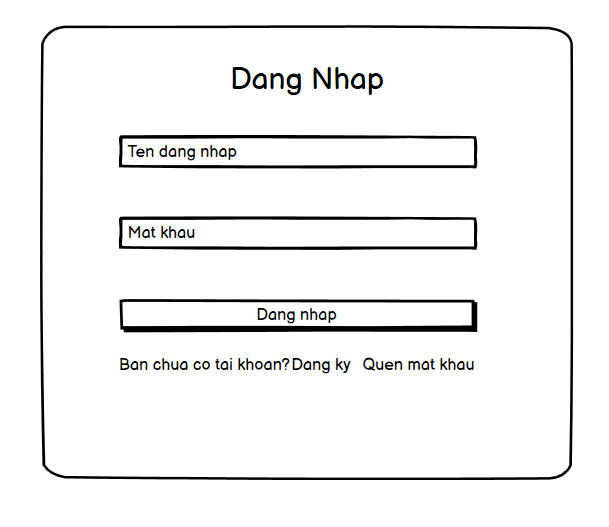 Dang Nhap
Ten dang nhap
Mat khau
Dang nhap
Ban chua co tai khoan? Dang ky Quen mat khau